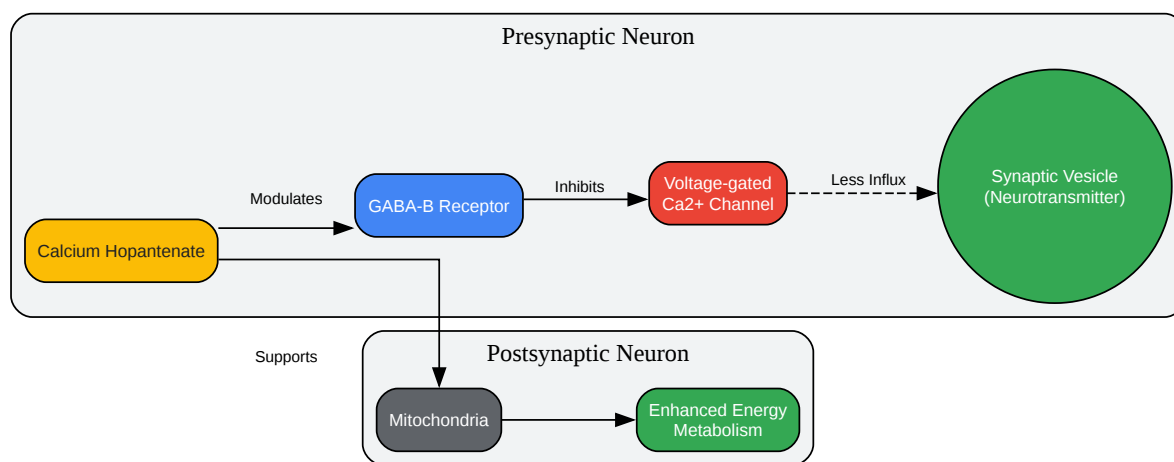 Presynaptic Neuron
Modulates
Calcium Hopantenate
GABA-B Receptor
Inhibits
Voltage-gated
Ca2+ Channel
Less Influx
Synaptic Vesicle
(Neurotransmitter)
Supports
Postsynaptic Neuron
Mitochondria
Enhanced Energy
Metabolism